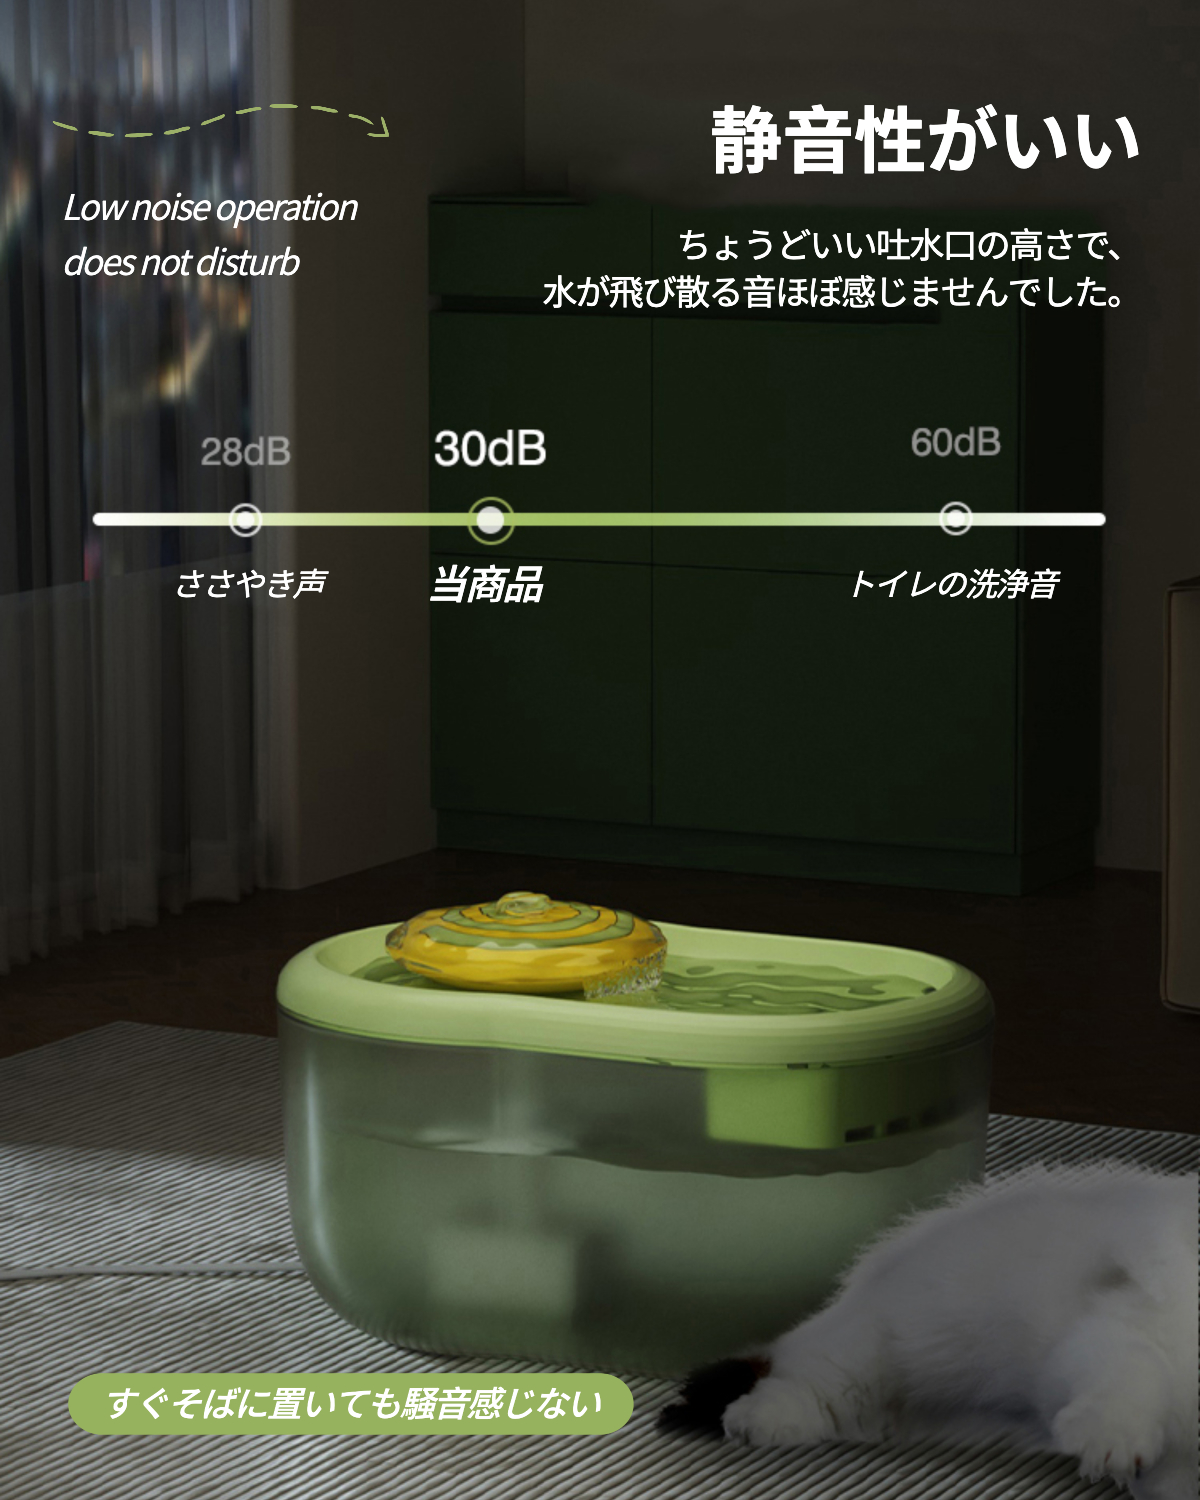 静音性がいい
Low noise operation
does not disturb
ちょうどいい吐水口の高さで、
水が飛び散る音ほぼ感じませんでした。
28dB
30dB
60dB
ささやき声
当商品
トイレの洗浄音
すぐそばに置いても騒音感じない